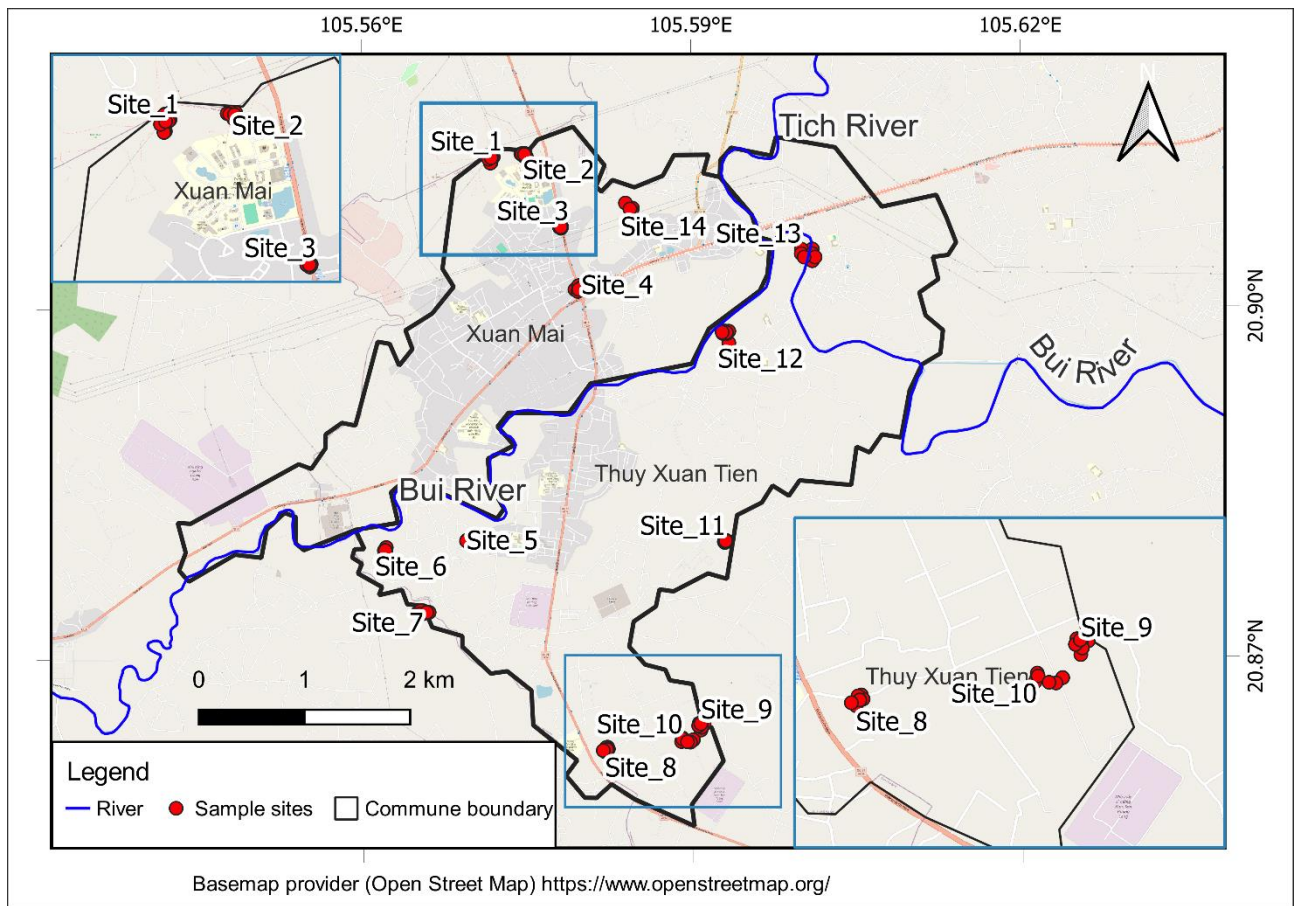 105.56°E
105.59°E
105.62°E
N
Site_1
Site_2
Xuan Mai
Site_3
Site_1
Site_2
Site_3
Site_14
Tich River
Site_13
Site_4
20.90°N
Xuan Mai
Site_12
Bui River
Thuy Xuan Tien
Bui River
Site_11
Site_5
Site_6
Site_7
Site_9
20.87°N
Thuy Xuan Tien
Site_10
Site_8
0 1 2 km
Site_9
Site_10
Site_8
Legend
River Sample sites Commune boundary
Basemap provider (Open Street Map) https://www.openstreetmap.org/